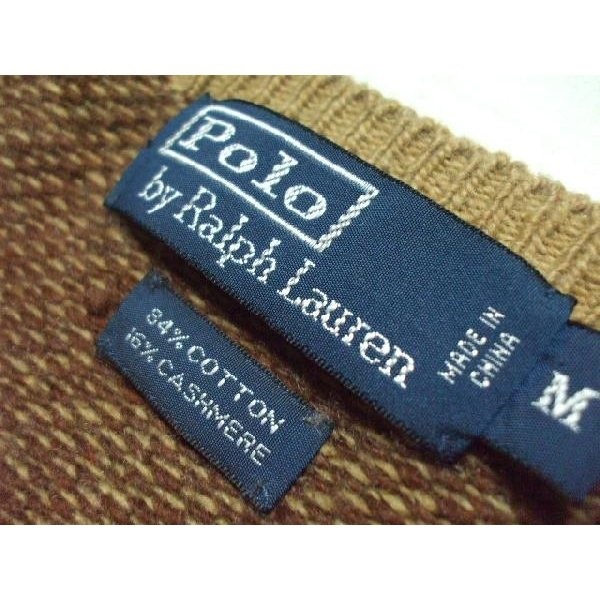 Polo
by Ralph Lauren
MADE IN
CHINA
M
84% COTTON
16% CASHMERE